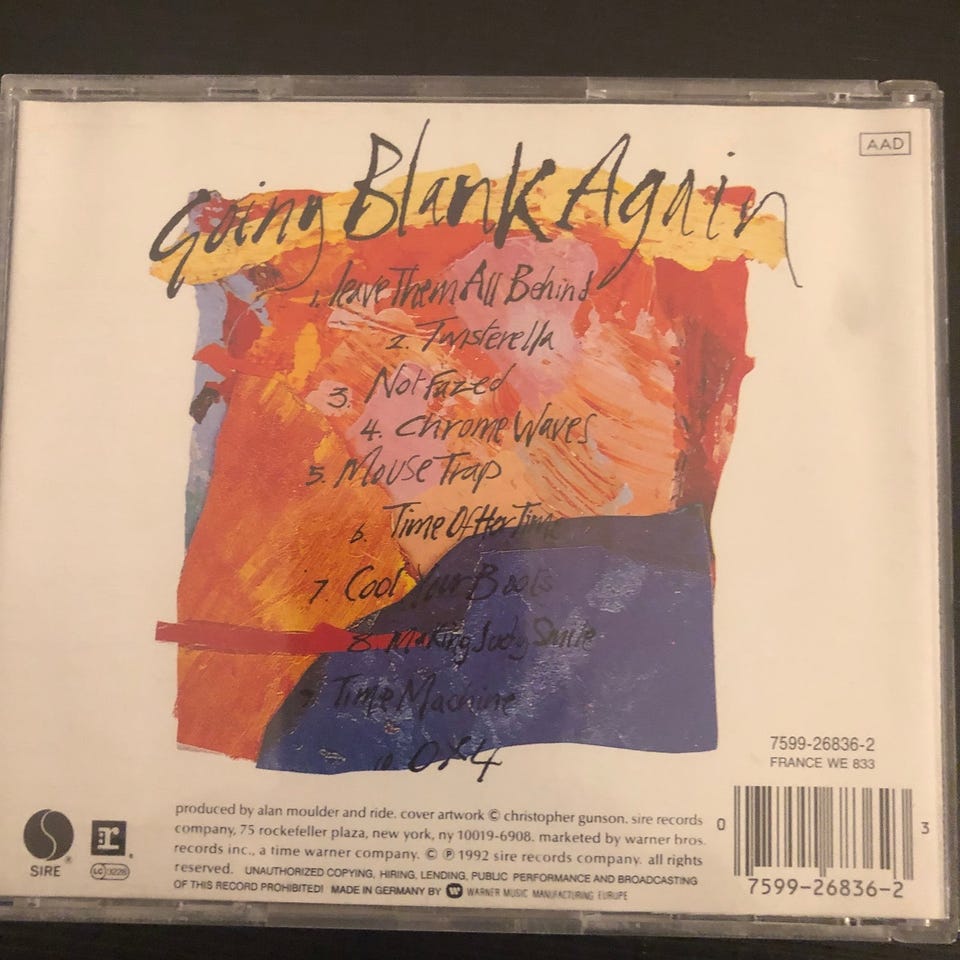 AAD
Going Blank Again
1. leave Them All Behind
2. Twisterella
3. Not Fazed
4. Chrome Waves
5. Mouse Trap
6. Time Of Her Time
7. Cool Your Boots
8. Making Judy Smile
9. Time Machine
10. OX4
7599-26836-2
FRANCE WE 833
produced by alan moulder and ride. cover artwork © christopher gunson. sire records
company, 75 rockefeller plaza, new york, ny 10019-6908. marketed by warner bros.
records inc., a time warner company. © ℗ 1992 sire records company. all rights
reserved. UNAUTHORIZED COPYING, HIRING, LENDING, PUBLIC PERFORMANCE AND BROADCASTING
OF THIS RECORD PROHIBITED! MADE IN GERMANY BY W WARNER MUSIC MANUFACTURING EUROPE
S ®
SIRE
r ®
LC 3228
0 3
7599-26836-2